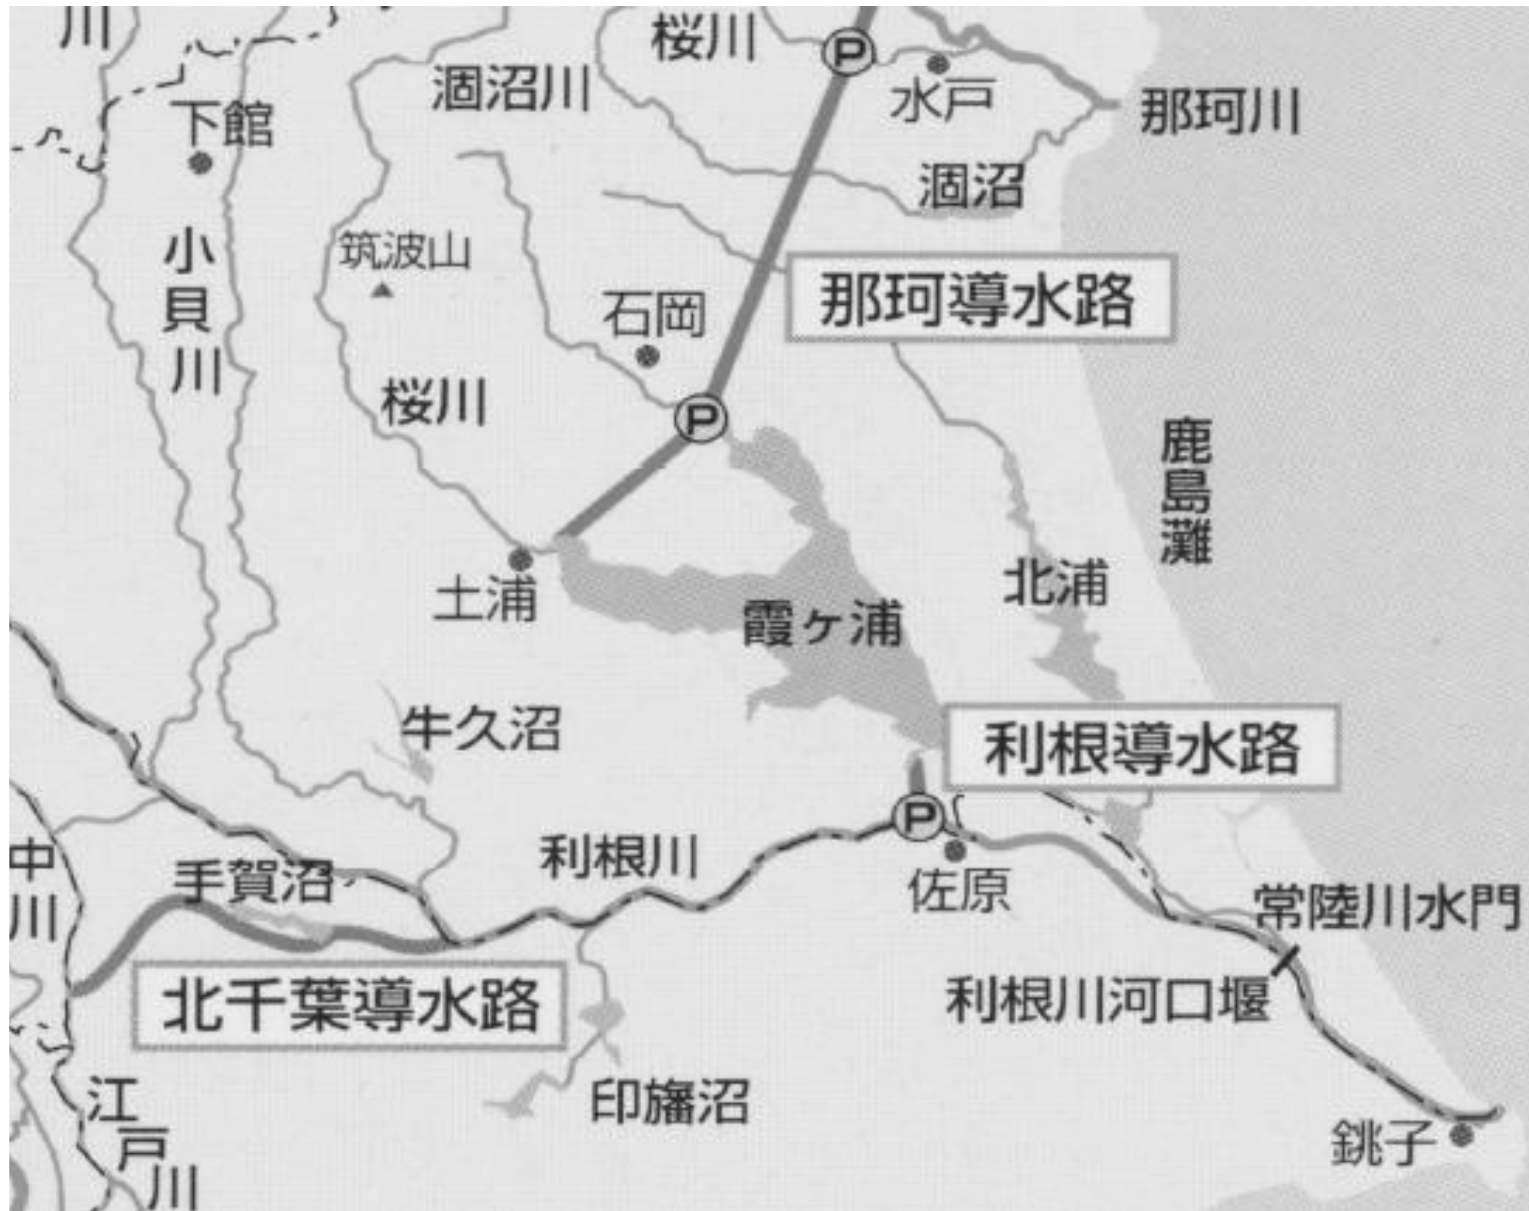 川
桜川
P
水戸
涸沼川
那珂川
下館
涸沼
小貝川
筑波山
那珂導水路
石岡
桜川
P
鹿島灘
北浦
土浦
霞ヶ浦
牛久沼
利根導水路
P
中川
手賀沼
利根川
佐原
常陸川水門
北千葉導水路
利根川河口堰
江戸川
印旛沼
銚子